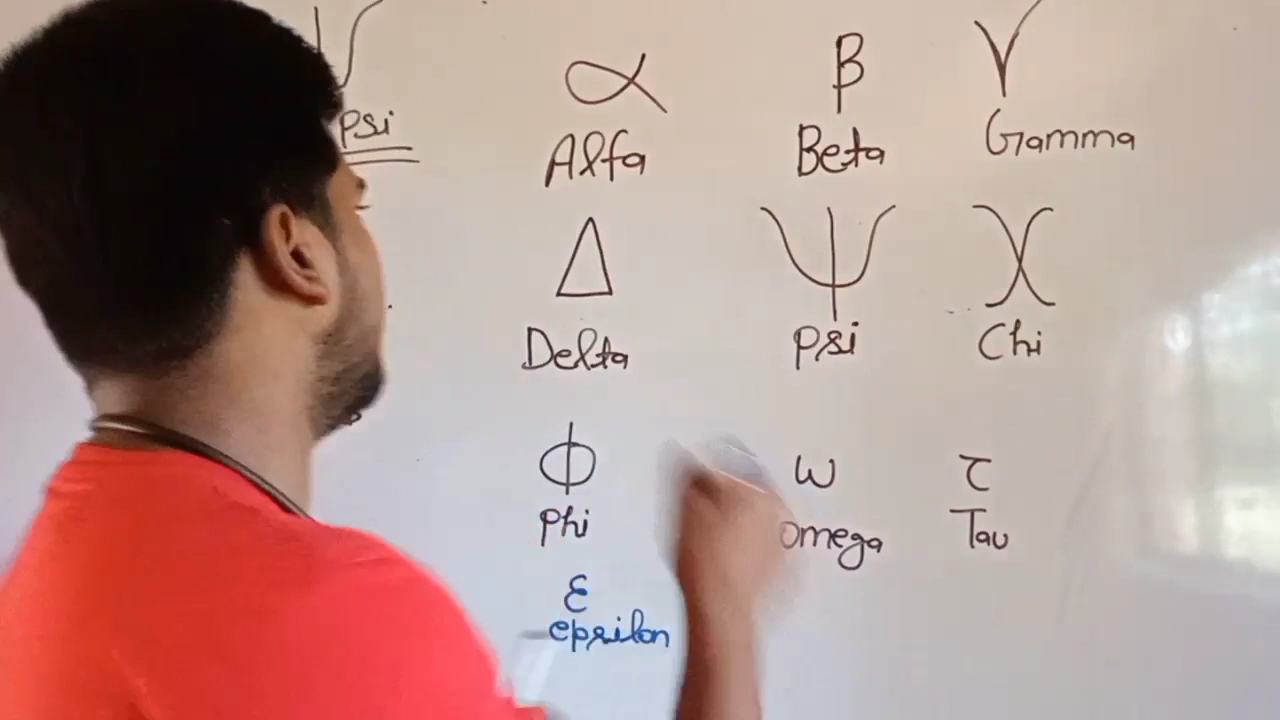 ψ
psi
α β γ
Alfa Beta Gamma
Δ ψ χ
Delta psi Chi
ϕ ω τ
phi omega Tau
ε
epsilon